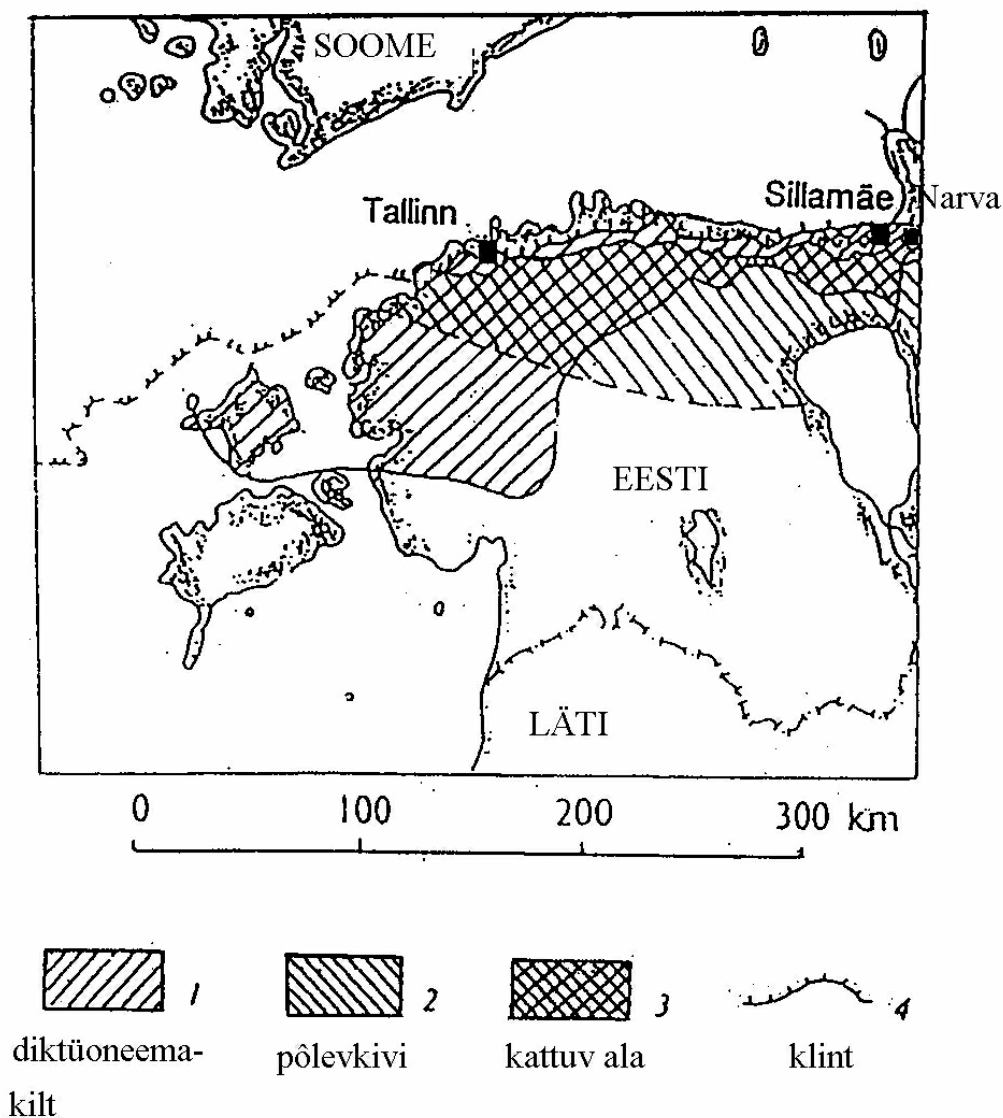 SOOME
Tallinn
Sillamäe
Narva
EESTI
LÄTI
0 100 200 300 km
1 2 3 4
diktüoneema- pôlevkivi kattuv ala klint
kilt